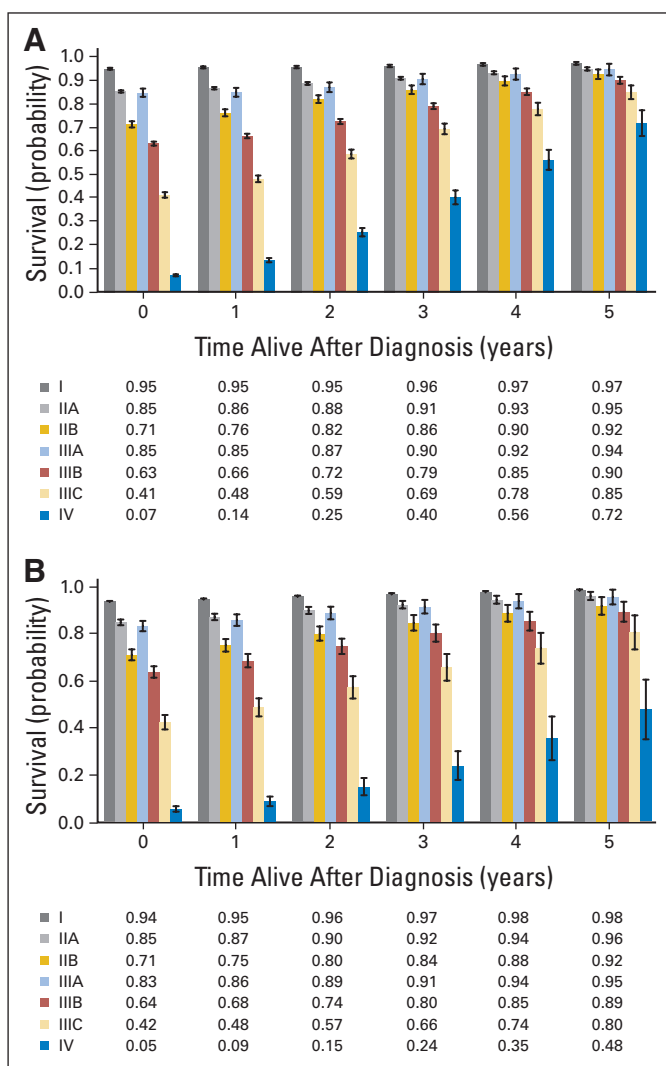 A
Survival (probability)
1.0
0.9
0.8
0.7
0.6
0.5
0.4
0.3
0.2
0.1
0.0
0 1 2 3 4 5
Time Alive After Diagnosis (years)
I 0.95 0.95 0.95 0.96 0.97 0.97
IIA 0.85 0.86 0.88 0.91 0.93 0.95
IIB 0.71 0.76 0.82 0.86 0.90 0.92
IIIA 0.85 0.85 0.87 0.90 0.92 0.94
IIIB 0.63 0.66 0.72 0.79 0.85 0.90
IIIC 0.41 0.48 0.59 0.69 0.78 0.85
IV 0.07 0.14 0.25 0.40 0.56 0.72
B
Survival (probability)
1.0
0.8
0.6
0.4
0.2
0.0
0 1 2 3 4 5
Time Alive After Diagnosis (years)
I 0.94 0.95 0.96 0.97 0.98 0.98
IIA 0.85 0.87 0.90 0.92 0.94 0.96
IIB 0.71 0.75 0.80 0.84 0.88 0.92
IIIA 0.83 0.86 0.89 0.91 0.94 0.95
IIIB 0.64 0.68 0.74 0.80 0.85 0.89
IIIC 0.42 0.48 0.57 0.66 0.74 0.80
IV 0.05 0.09 0.15 0.24 0.35 0.48